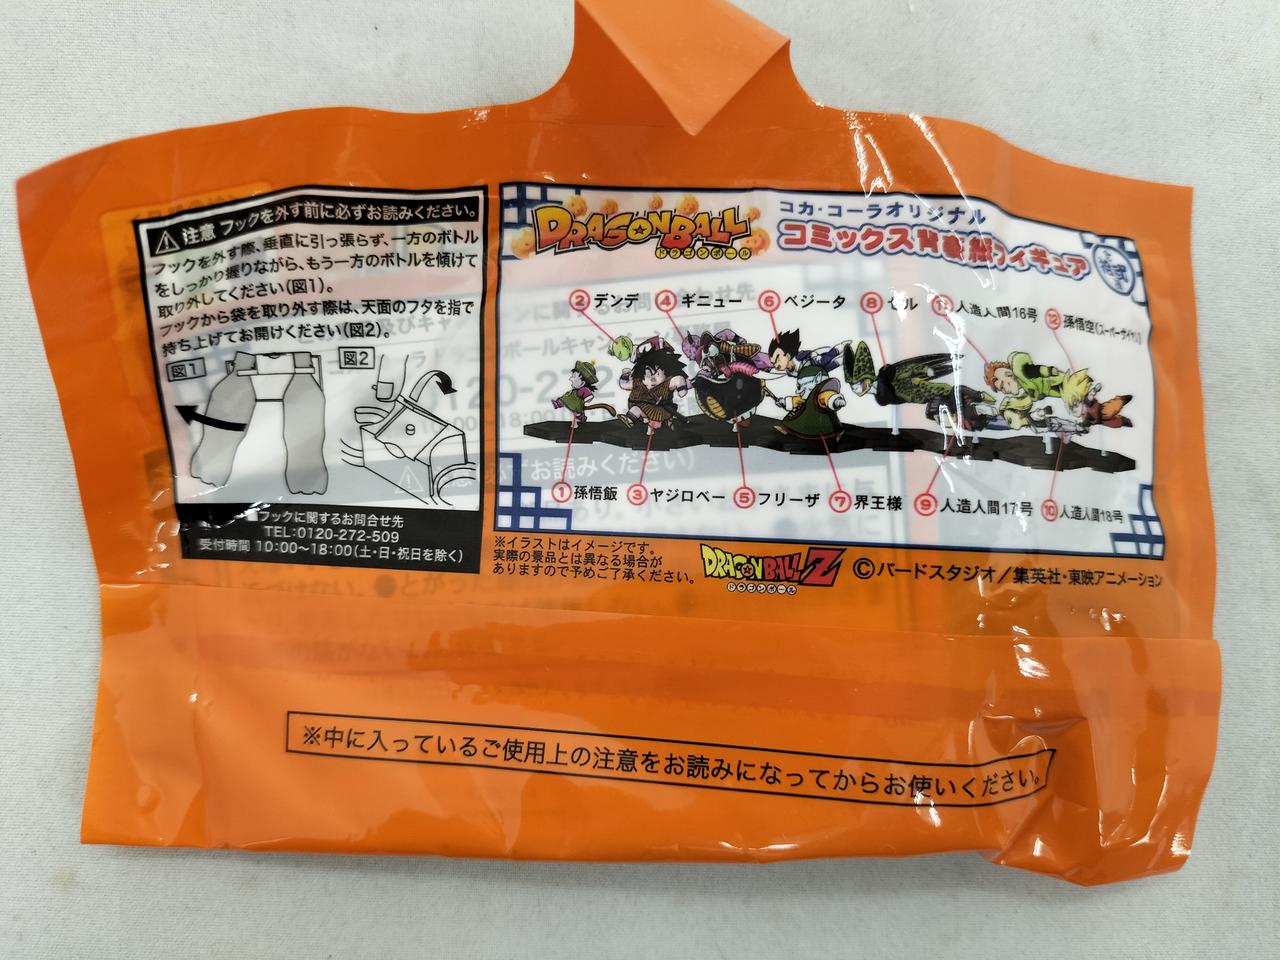 ⚠ 注意 フックを外す前に必ずお読みください。
フックを外す際、垂直に引っ張らず、一方のボトル
をしっかり握りながら、もう一方のボトルを傾けて
取り外してください(図1)。
フックから袋を取り外す際は、天面のフタを指で
持ち上げてお開けください(図2)。
図1
図2
■フックに関するお問合せ先
TEL:0120-272-509
受付時間 10:00〜18:00(土・日・祝日を除く)
DRAGONBALL
ドラゴンボール
コカ・コーラオリジナル
コミックス背表紙フィギュア
②デンデ
④ギニュー
⑥ベジータ
⑧セル
⑪人造人間16号
⑫孫悟空(スーパーサイヤ人)
①孫悟飯
③ヤジロベー
⑤フリーザ
⑦界王様
⑨人造人間17号
⑩人造人間18号
※イラストはイメージです。
実際の景品とは異なる場合が
ありますので予めご了承ください。
DRAGON BALL Z
ドラゴンボール
©バードスタジオ/集英社・東映アニメーション
※中に入っているご使用上の注意をお読みになってからお使いください。